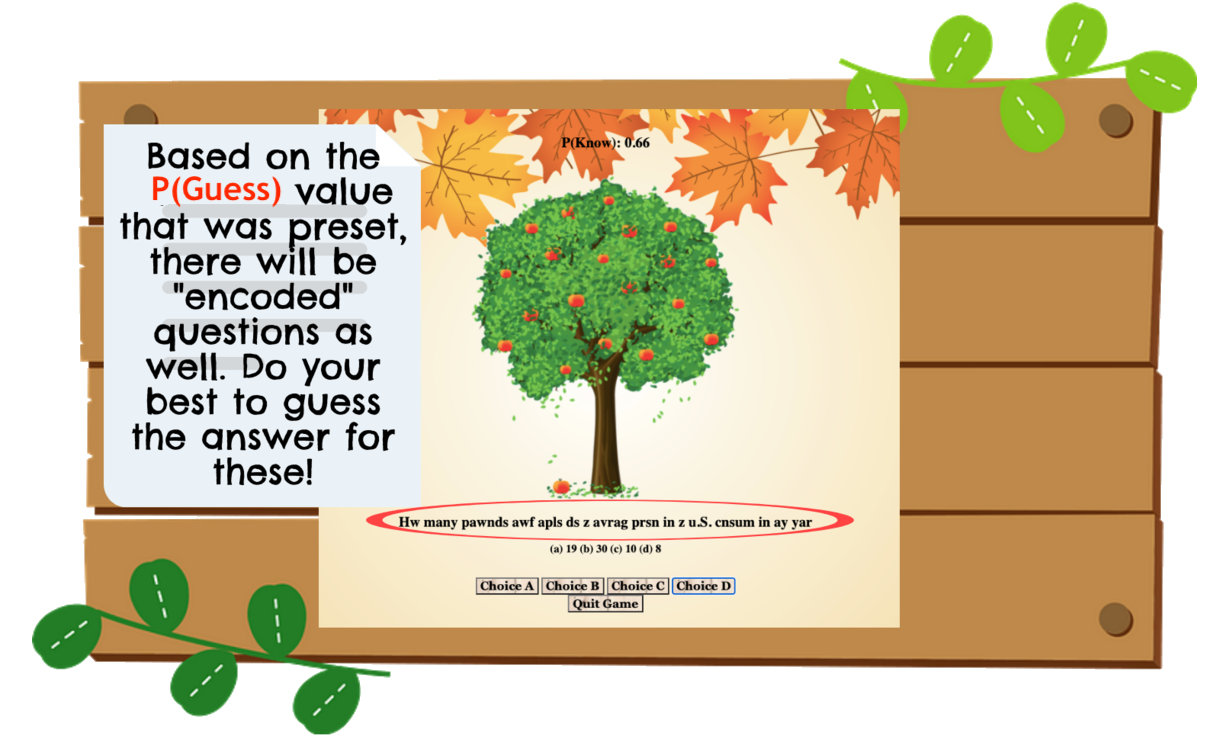 Based on the
P(Guess) value
that was preset,
there will be
"encoded"
questions as
well. Do your
best to guess
the answer for
these!
P(Know): 0.66
Hw many pawnds awf apls ds z avrag prsn in z u.S. cnsum in ay yar
(a) 19 (b) 30 (c) 10 (d) 8
Choice A Choice B Choice C Choice D
Quit Game